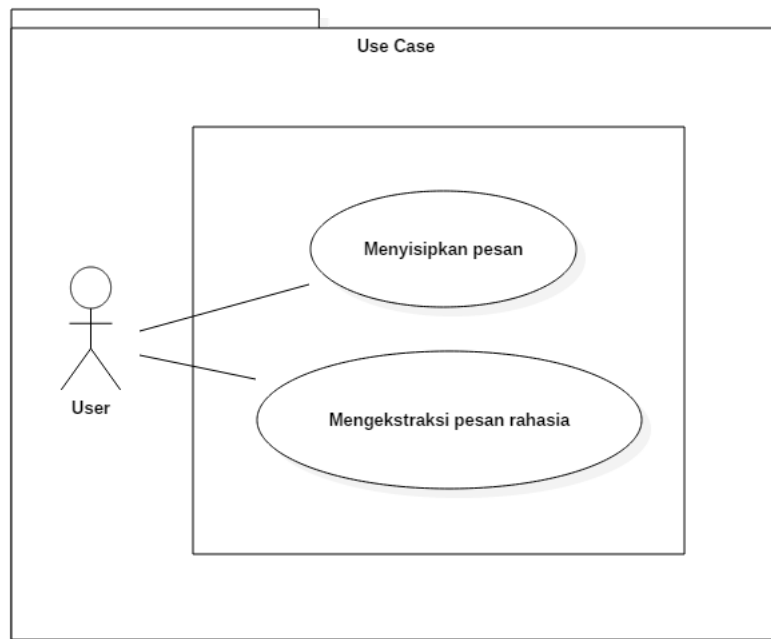 Use Case
Menyisipkan pesan
User
Mengekstraksi pesan rahasia